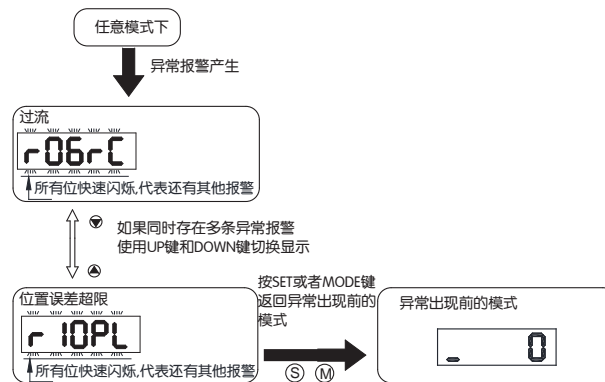 任意模式下
异常报警产生
过流
r06rC
所有位快速闪烁,代表还有其他报警
如果同时存在多条异常报警
使用UP键和DOWN键切换显示
位置误差超限
r 10PL
所有位快速闪烁,代表还有其他报警
按SET或者MODE键
返回异常出现前的
模式
S M
异常出现前的模式
_ 0